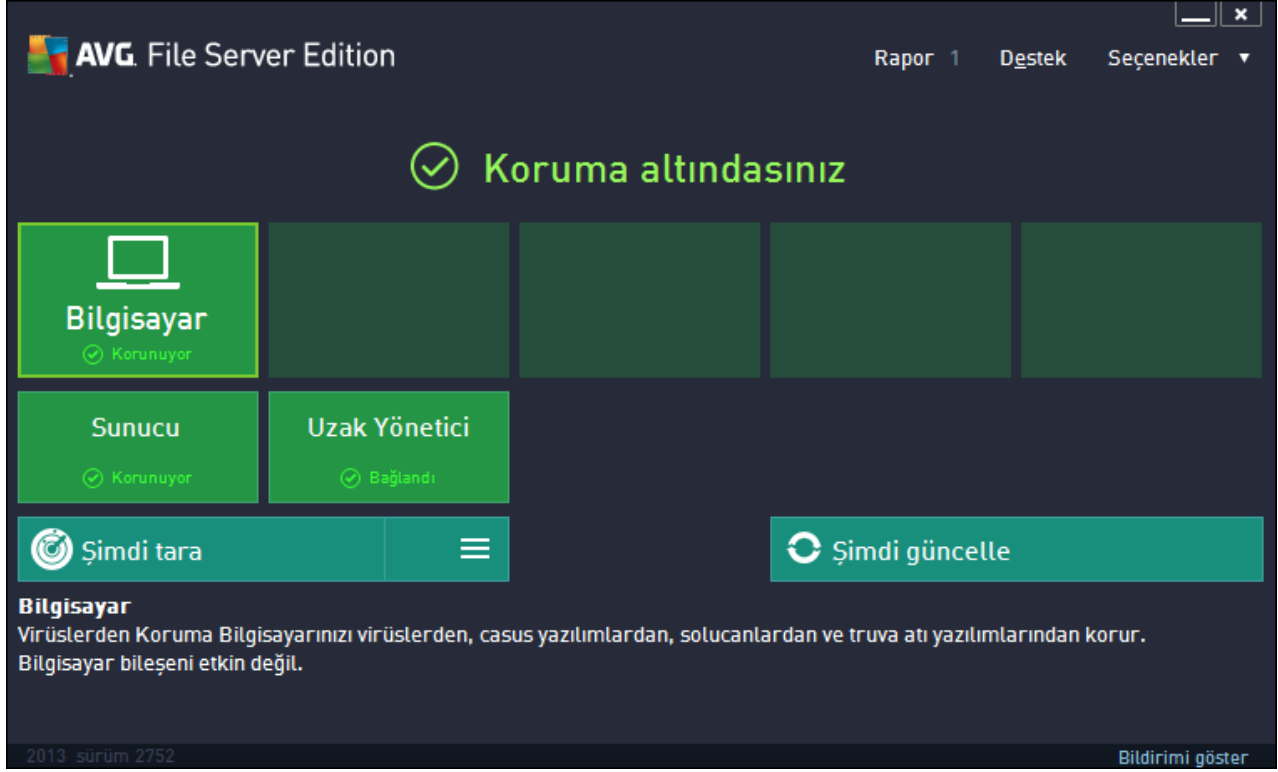 AVG. File Server Edition
Rapor 1 Destek Seçenekler
Koruma altındasınız
Bilgisayar
Korunuyor
Sunucu
Korunuyor
Uzak Yönetici
Bağlandı
Şimdi tara
Şimdi güncelle
Bilgisayar
Virüslerden Koruma Bilgisayarınızı virüslerden, casus yazılımlardan, solucanlardan ve truva atı yazılımlarından korur.
Bilgisayar bileşeni etkin değil.
2013 sürüm 2752
Bildirimi göster